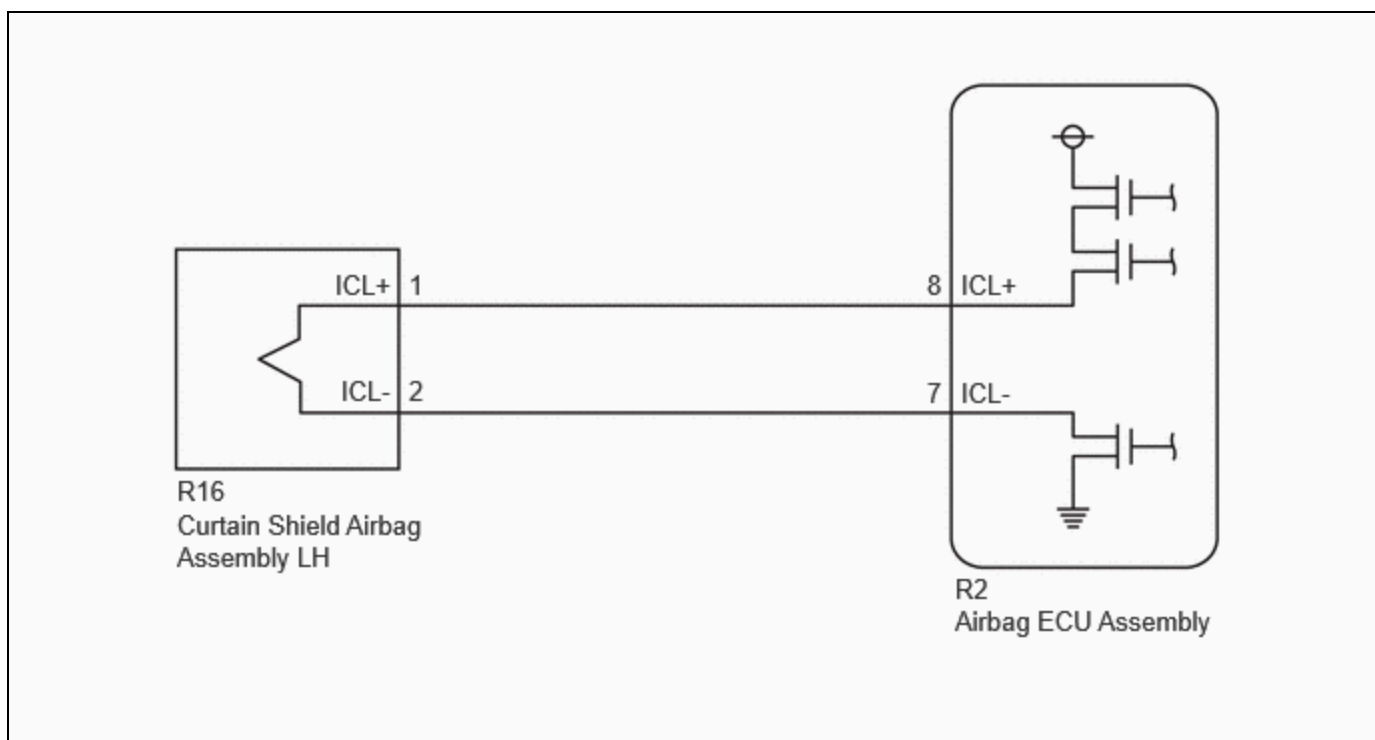 ICL+ 1
8 ICL+
ICL- 2
7 ICL-
R16
Curtain Shield Airbag
Assembly LH
R2
Airbag ECU Assembly